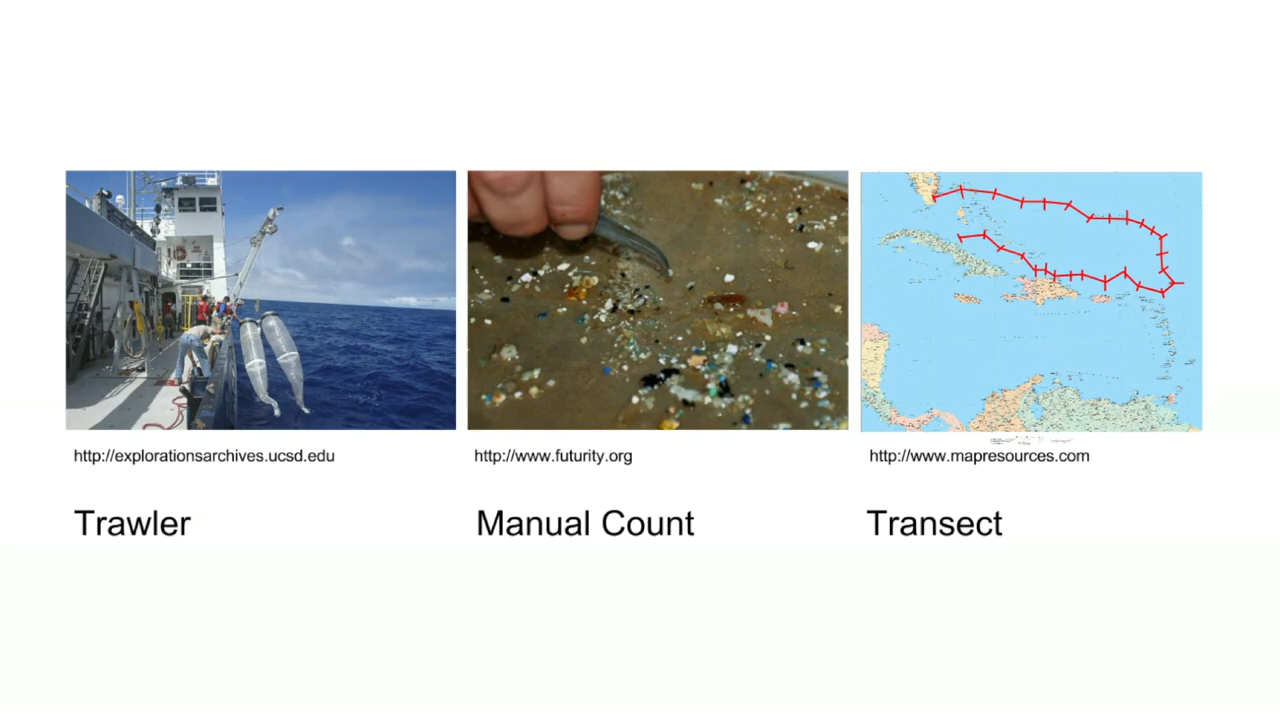 http://explorationsarchives.ucsd.edu
http://www.futurity.org
http://www.mapresources.com
Trawler
Manual Count
Transect